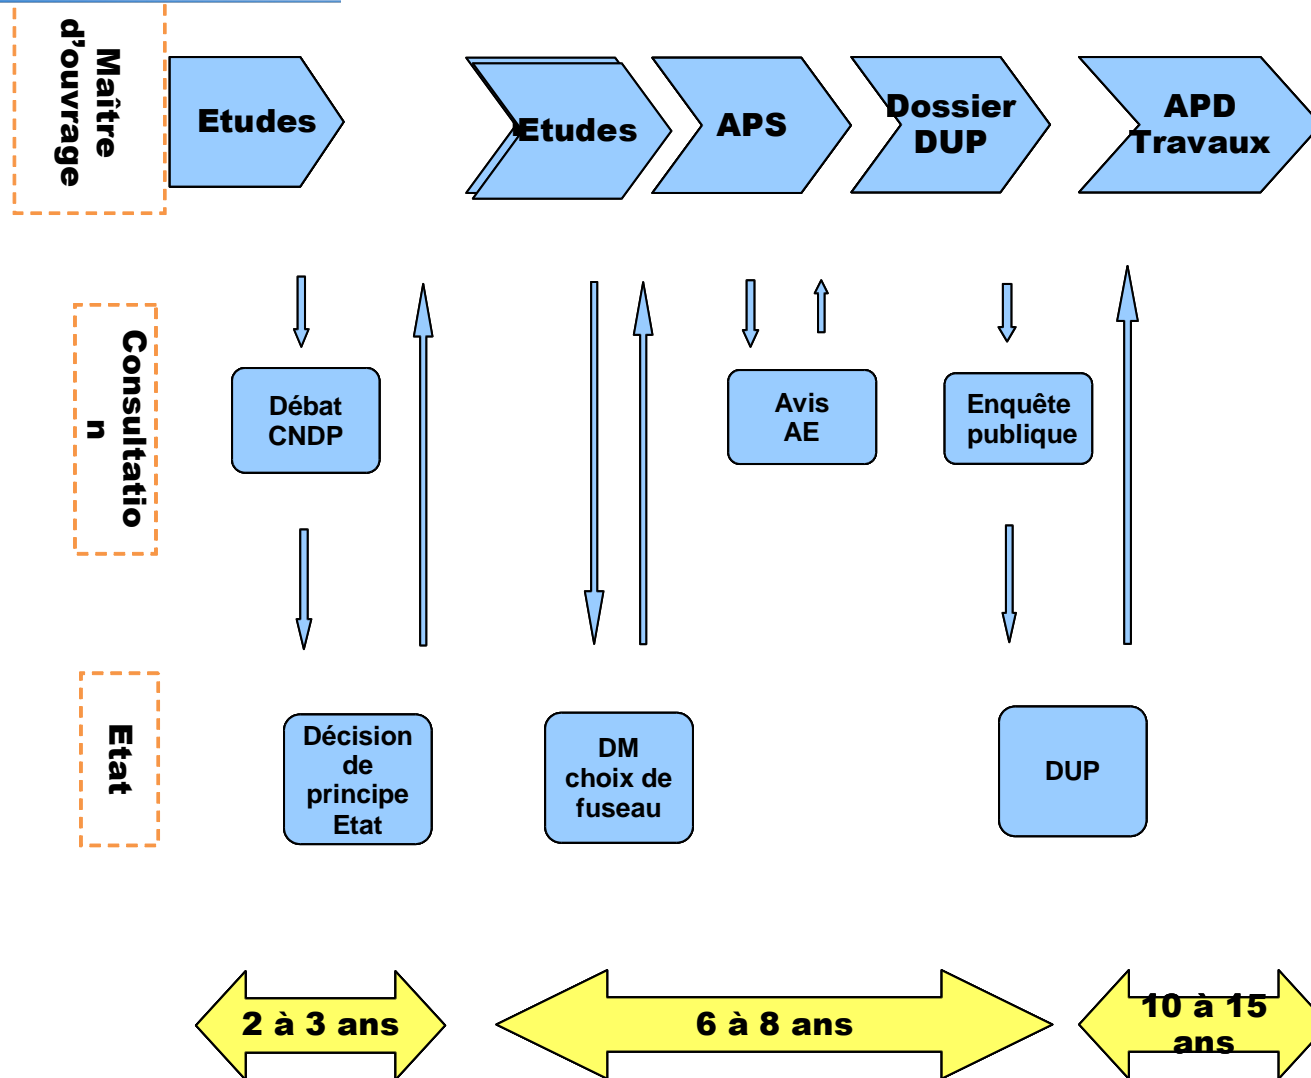 Maître
d'ouvrage
Etudes
Etudes
APS
Dossier
DUP
APD
Travaux
Consultatio
n
Débat
CNDP
Avis
AE
Enquête
publique
Etat
Décision
de
principe
Etat
DM
choix de
fuseau
DUP
2 à 3 ans
6 à 8 ans
10 à 15
ans